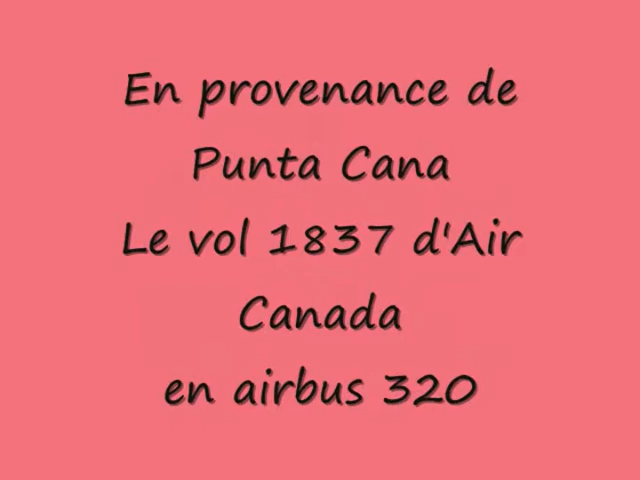 En provenance de
Punta Cana
Le vol 1837 d'Air
Canada
en airbus 320